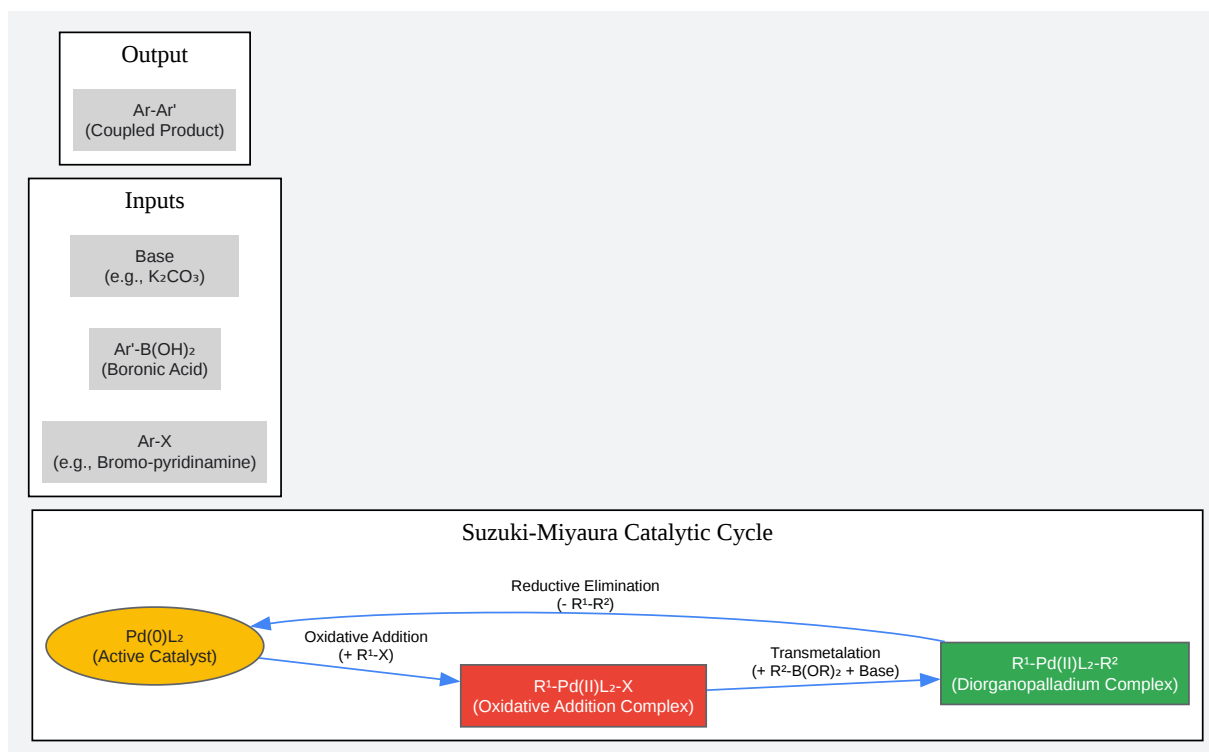 Output
Ar-Ar'
(Coupled Product)
Inputs
Base
(e.g., K₂CO₃)
Ar'-B(OH)₂
(Boronic Acid)
Ar-X
(e.g., Bromo-pyridinamine)
Suzuki-Miyaura Catalytic Cycle
Reductive Elimination
(- R¹-R²)
Pd(0)L₂
(Active Catalyst)
Oxidative Addition
(+ R¹-X)
R¹-Pd(II)L₂-X
(Oxidative Addition Complex)
Transmetalation
(+ R²-B(OR)₂ + Base)
R¹-Pd(II)L₂-R²
(Diorganopalladium Complex)